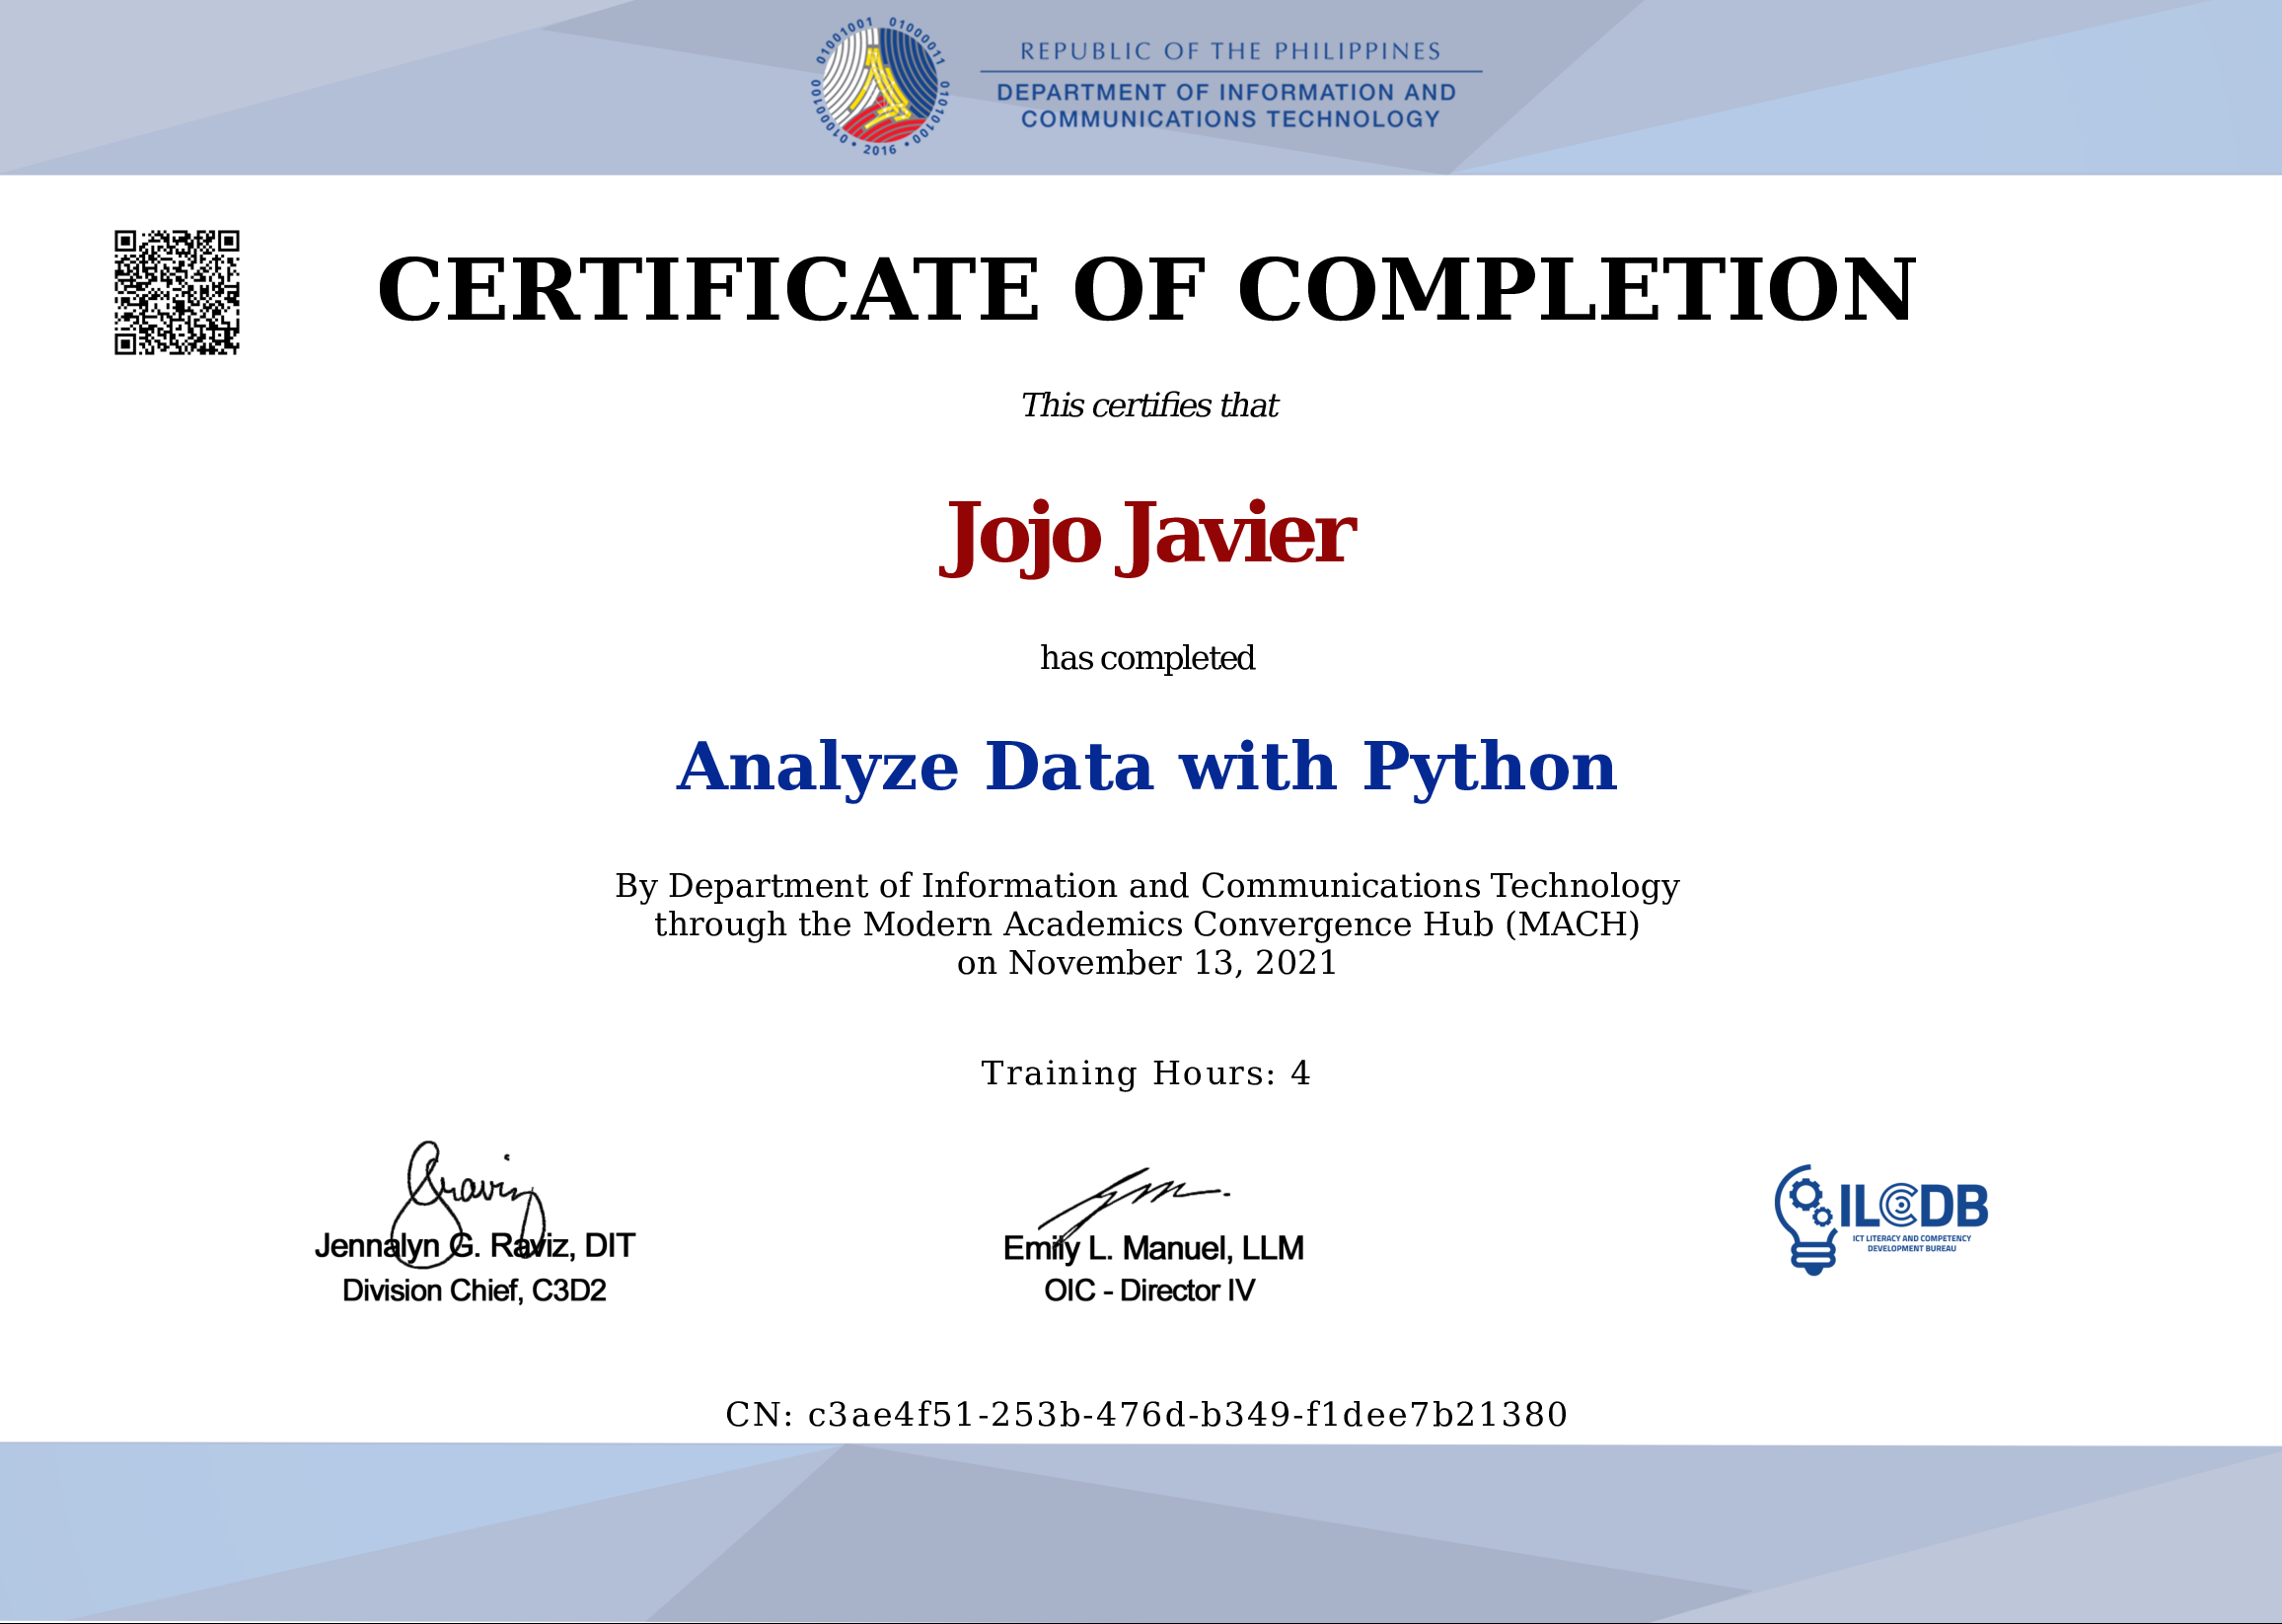 01001001 01000011 01010100 01000100 • 2016 •
REPUBLIC OF THE PHILIPPINES
DEPARTMENT OF INFORMATION AND
COMMUNICATIONS TECHNOLOGY
CERTIFICATE OF COMPLETION
This certifies that
Jojo Javier
has completed
Analyze Data with Python
By Department of Information and Communications Technology
through the Modern Academics Convergence Hub (MACH)
on November 13, 2021
Training Hours: 4
Jennalyn G. Raviz, DIT
Division Chief, C3D2
Emily L. Manuel, LLM
OIC - Director IV
ILCDB
ICT LITERACY AND COMPETENCY
DEVELOPMENT BUREAU
CN: c3ae4f51-253b-476d-b349-f1dee7b21380